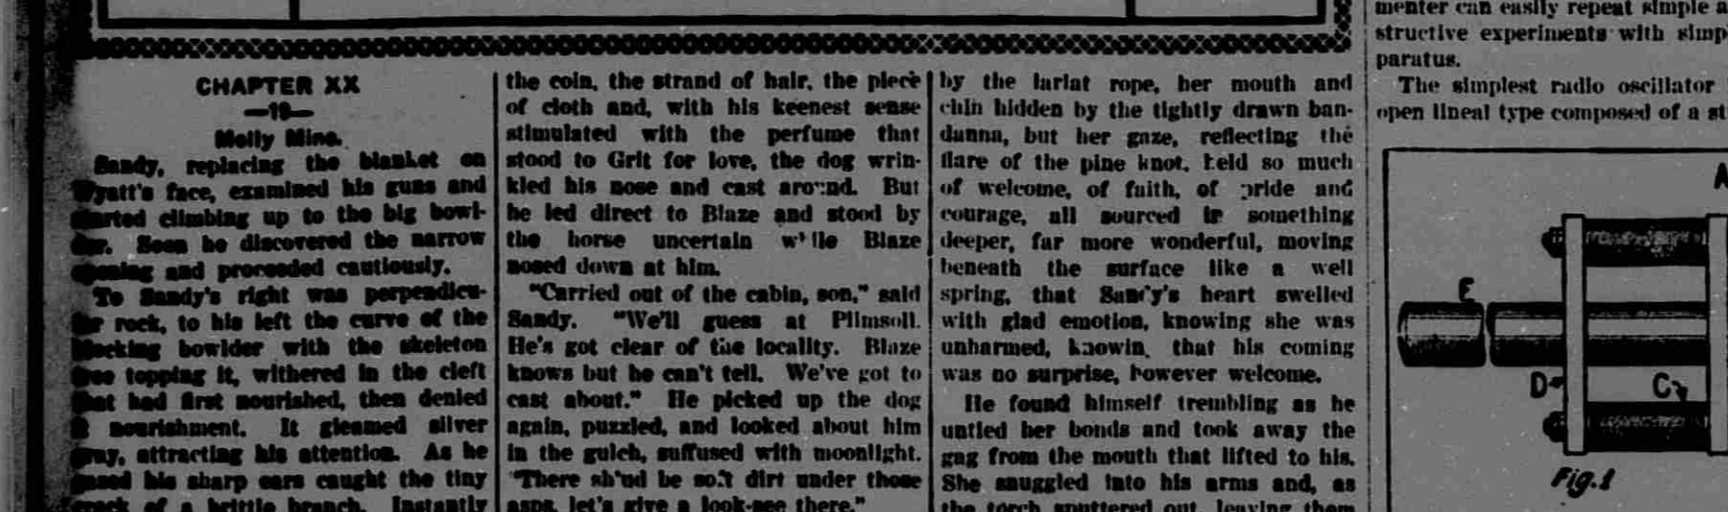 CHAPTER XX
—19—
Molly Mine.
Sandy, replacing the blanket on
Wyatt's face, examined his guns and
started climbing up to the big bowl-
der. Soon he discovered the narrow
opening and proceeded cautiously.
To Sandy's right was perpendicu-
lar rock, to his left the curve of the
blocking bowlder with the skeleton
tree topping it, withered in the cleft
that had first nourished, then denied
it nourishment. It gleamed silver
gray, attracting his attention. As he
gazed his sharp ears caught the tiny
crack of a brittle branch. Instantly
the coin, the strand of hair, the piece
of cloth and, with his keenest sense
stimulated with the perfume that
stood to Grit for love, the dog wrin-
kled his nose and cast around. But
he led direct to Blaze and stood by
the horse uncertain while Blaze
nosed down at him.
"Carried out of the cabin, son," said
Sandy. "We'll guess at Plimsoll.
He's got clear of the locality. Blaze
knows but he can't tell. We've got to
cast about." He picked up the dog
again, puzzled, and looked about him
in the gulch, suffused with moonlight.
"There sh'ud be soft dirt under those
asps, let's give a look-see there."
by the lariat rope, her mouth and
chin hidden by the tightly drawn ban-
danna, but her gaze, reflecting the
flare of the pine knot, held so much
of welcome, of faith, of pride and
courage, all sourced in something
deeper, far more wonderful, moving
beneath the surface like a well
spring, that Sandy's heart swelled
with glad emotion, knowing she was
unharmed, knowin, that his coming
was no surprise, however welcome.
He found himself trembling as he
untied her bonds and took away the
gag from the mouth that lifted to his.
She snuggled into his arms and, as
the torch sputtered out, leaving them
menter can easily repeat simple a
structive experiments with simp
paratus.
The simplest radio oscillator
open lineal type composed of a st
A
E
D
C
Fig.1